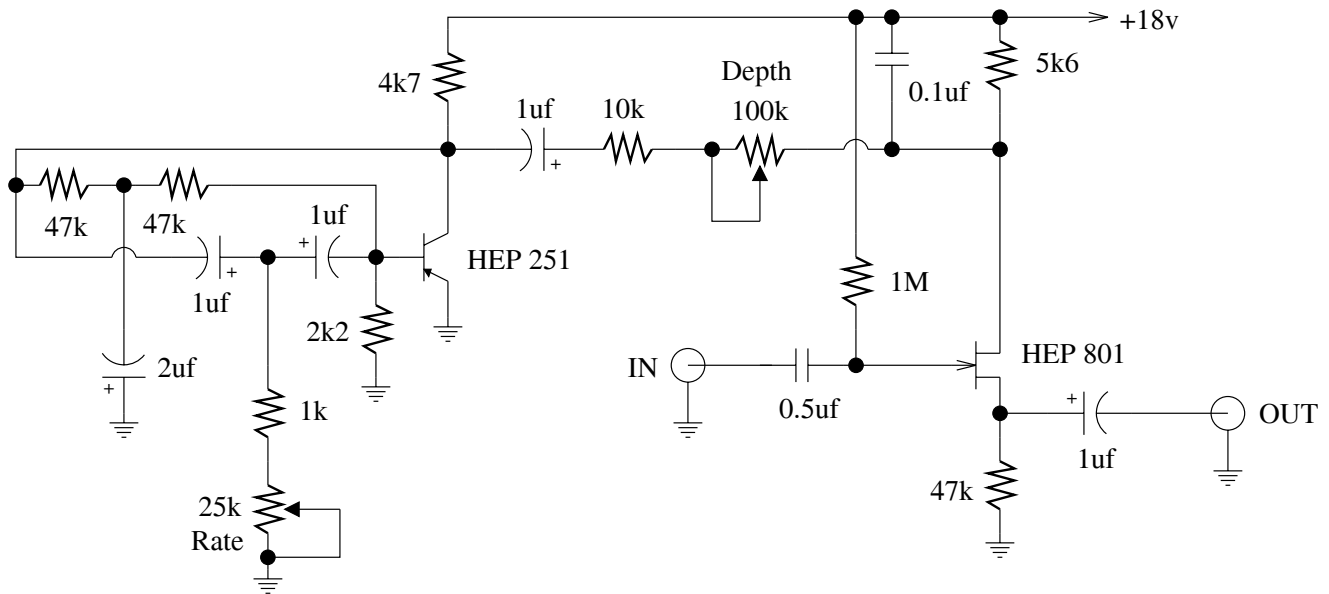 +18v
4k7
Depth
5k6
0.1uf
1uf
10k
100k
47k
47k
1uf
HEP 251
1uf
1M
2k2
HEP 801
IN
2uf
0.5uf
1k
OUT
1uf
25k
Rate
47k